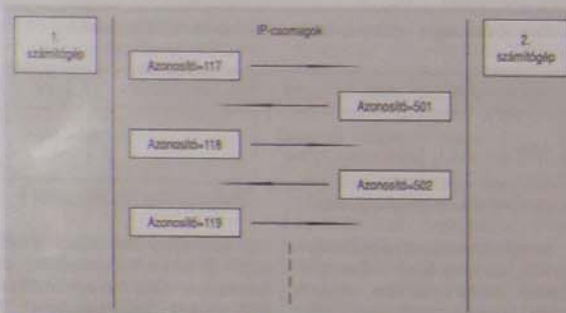 1.
számítógép
IP-csomagok
2.
számítógép
Azonosító=117
Azonosító=501
Azonosító=118
Azonosító=502
Azonosító=119